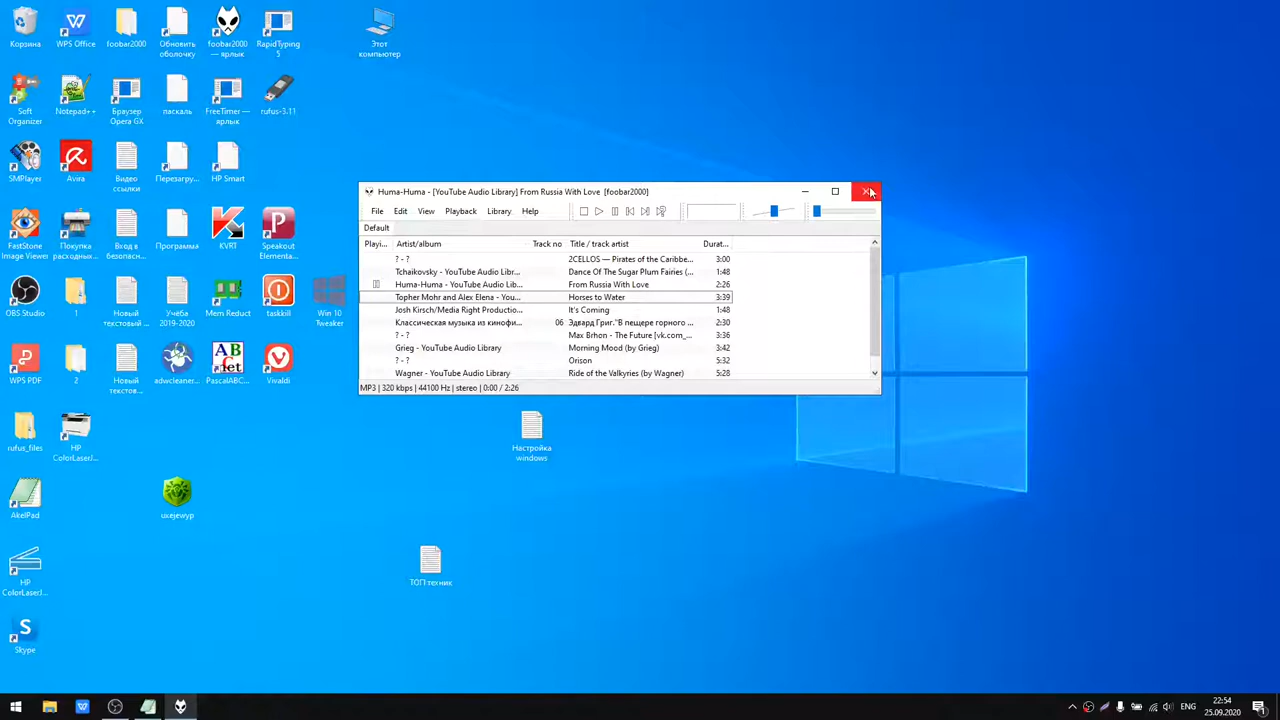 Корзина
WPS Office
foobar2000
Обновить
оболочку
foobar2000
— ярлык
RapidTyping
5
Этот
компьютер
Soft
Organizer
Notepad++
Браузер
Opera GX
паскаль
FreeTimer —
ярлык
rufus-3.11
SMPlayer
Avira
Видео
ссылки
Перезагру...
HP Smart
FastStone
Image Viewer
Покупка
расходных...
Вход в
безопасн...
Программа
KVRT
Speakout
Elementa...
OBS Studio
1
Новый
текстовый ...
Учёба
2019-2020
Mem Reduct
taskkill
Win 10
Tweaker
WPS PDF
2
Новый
текстов...
adwcleaner...
PascalABC...
Vivaldi
rufus_files
HP
ColorLaserJ...
AkelPad
uxejewyp
HP
ColorLaserJ...
Skype
Настройка
windows
ТОП техник
Huma-Huma - [YouTube Audio Library] From Russia With Love [foobar2000]
File Edit View Playback Library Help
Default
Playi... Artist/album Track no Title / track artist Durat...
? - ? 2CELLOS — Pirates of the Caribbe... 3:00
Tchaikovsky - YouTube Audio Libr... Dance Of The Sugar Plum Fairies (... 1:48
Huma-Huma - YouTube Audio Lib... From Russia With Love 2:26
Topher Mohr and Alex Elena - You... Horses to Water 3:39
Josh Kirsch/Media Right Productio... It's Coming 1:48
Классическая музыка из кинофи... 06 Эдвард Григ."В пещере горного ... 2:30
? - ? Max Brhon - The Future [vk.com_... 3:36
Grieg - YouTube Audio Library Morning Mood (by Grieg) 3:42
? - ? Orison 5:32
Wagner - YouTube Audio Library Ride of the Valkyries (by Wagner) 5:28
MP3 | 320 kbps | 44100 Hz | stereo | 0:00 / 2:26
ENG
22:54
25.09.2020